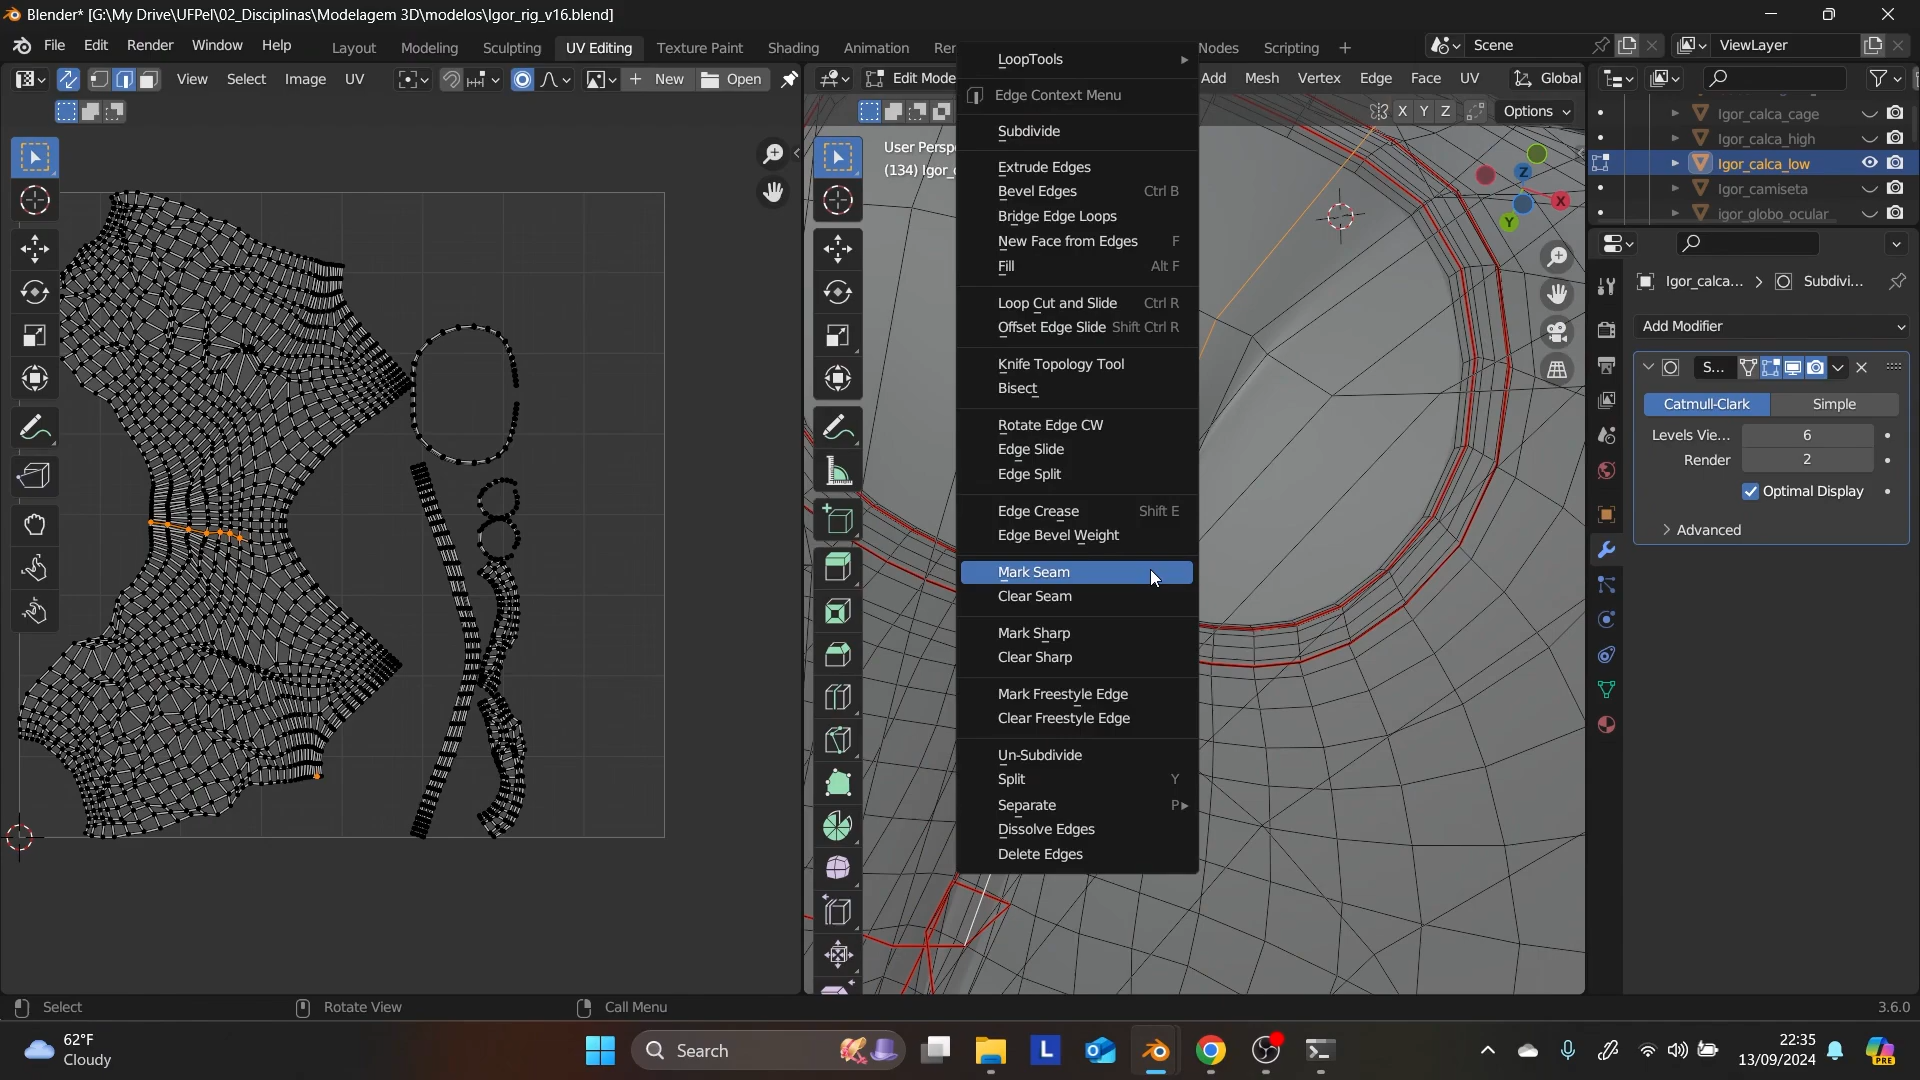 Blender* [G:\My Drive\UFPel\02_Disciplinas\Modelagem 3D\modelos\Igor_rig_v16.blend]
File Edit Render Window Help Layout Modeling Sculpting UV Editing Texture Paint Shading Animation Ren Nodes Scripting + Scene ViewLayer
View Select Image UV New Open Edit Mode Add Mesh Vertex Edge Face UV Global
X Y Z Options
User Persp
(134) Igor_c
LoopTools
Edge Context Menu
Subdivide
Extrude Edges
Bevel Edges Ctrl B
Bridge Edge Loops
New Face from Edges F
Fill Alt F
Loop Cut and Slide Ctrl R
Offset Edge Slide Shift Ctrl R
Knife Topology Tool
Bisect
Rotate Edge CW
Edge Slide
Edge Split
Edge Crease Shift E
Edge Bevel Weight
Mark Seam
Clear Seam
Mark Sharp
Clear Sharp
Mark Freestyle Edge
Clear Freestyle Edge
Un-Subdivide
Split Y
Separate P
Dissolve Edges
Delete Edges
Z
X
Y
Igor_calca_cage
Igor_calca_high
Igor_calca_low
Igor_camiseta
igor_globo_ocular
Igor_calca... > Subdivi...
Add Modifier
S...
Catmull-Clark Simple
Levels Vie... 6
Render 2
Optimal Display
Advanced
Select Rotate View Call Menu 3.6.0
62°F
Cloudy
Search
L
22:35
13/09/2024
PRE